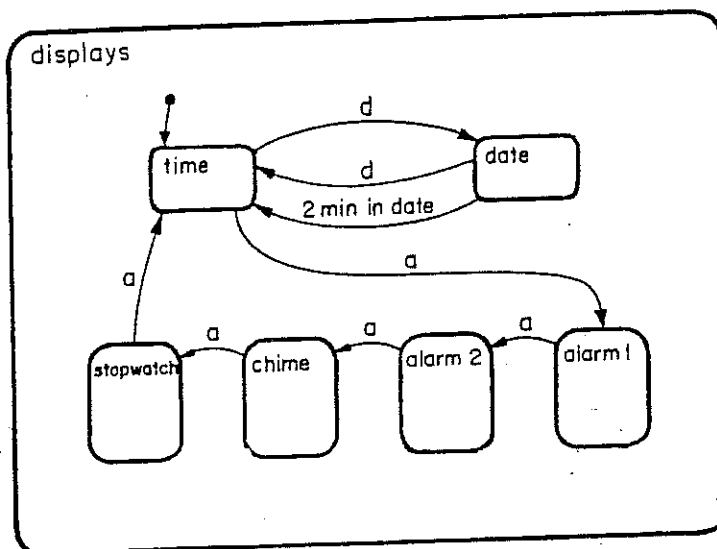 displays
d
time
date
d
2 min in date
a
a
a
a
a
stopwatch
chime
alarm 2
alarm 1